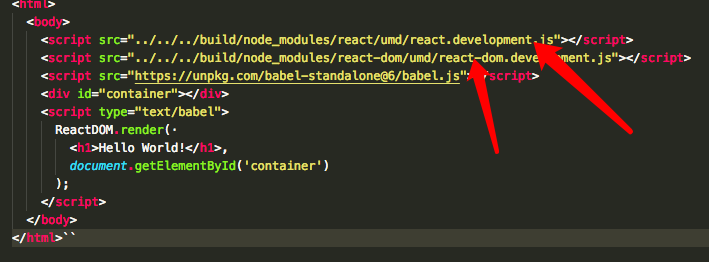 <html>
<body>
<script src="../../../build/node_modules/react/umd/react.development.js"></script>
<script src="../../../build/node_modules/react-dom/umd/react-dom.development.js"></script>
<script src="https://unpkg.com/babel-standalone@6/babel.js"></script>
<div id="container"></div>
<script type="text/babel">
ReactDOM.render(·
<h1>Hello World!</h1>,
document.getElementById('container')
);
</script>
</body>
</html>``